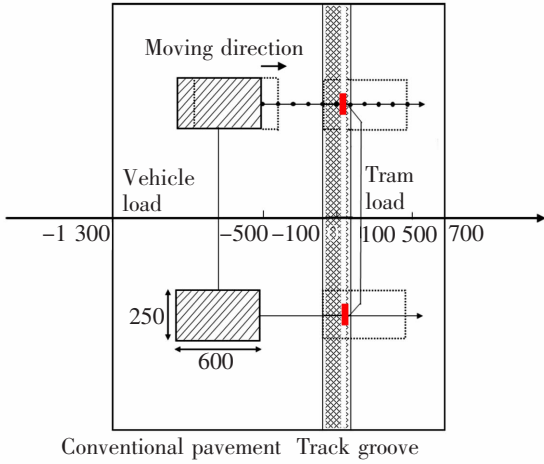 Moving direction
Vehicle
load
Tram
load
-1 300
-500
-100
100
500
700
250
600
Conventional pavement
Track groove